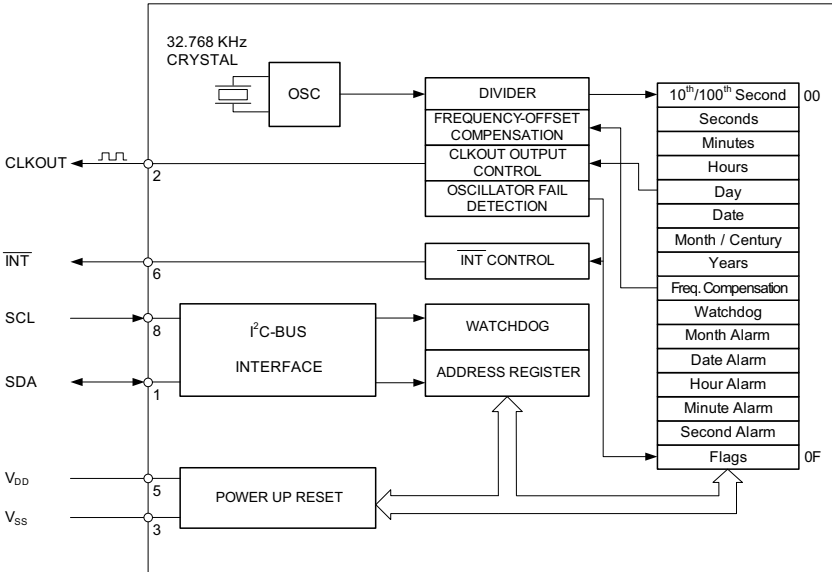 32.768 KHz
CRYSTAL
OSC
DIVIDER
FREQUENCY-OFFSET
COMPENSATION
CLKOUT OUTPUT
CONTROL
OSCILLATOR FAIL
DETECTION
10th/100th Second
00
Seconds
Minutes
Hours
Day
Date
Month / Century
Years
Freq. Compensation
Watchdog
Month Alarm
Date Alarm
Hour Alarm
Minute Alarm
Second Alarm
Flags
0F
CLKOUT
2
INT
6
INT CONTROL
SCL
8
SDA
1
I2C-BUS
INTERFACE
WATCHDOG
ADDRESS REGISTER
VDD
5
VSS
3
POWER UP RESET